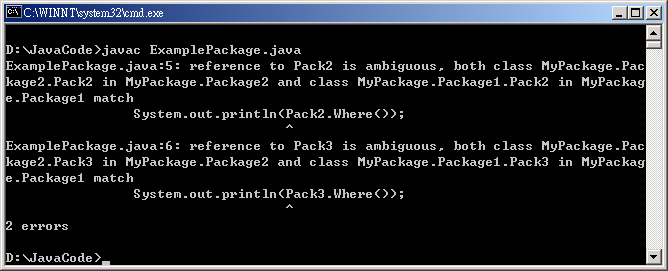 C:\WINNT\system32\cmd.exe
D:\JavaCode>javac ExamplePackage.java
ExamplePackage.java:5: reference to Pack2 is ambiguous, both class MyPackage.Pac
kage2.Pack2 in MyPackage.Package2 and class MyPackage.Package1.Pack2 in MyPackag
e.Package1 match
System.out.println(Pack2.Where());
^
ExamplePackage.java:6: reference to Pack3 is ambiguous, both class MyPackage.Pac
kage2.Pack3 in MyPackage.Package2 and class MyPackage.Package1.Pack3 in MyPackag
e.Package1 match
System.out.println(Pack3.Where());
^
2 errors
D:\JavaCode>_